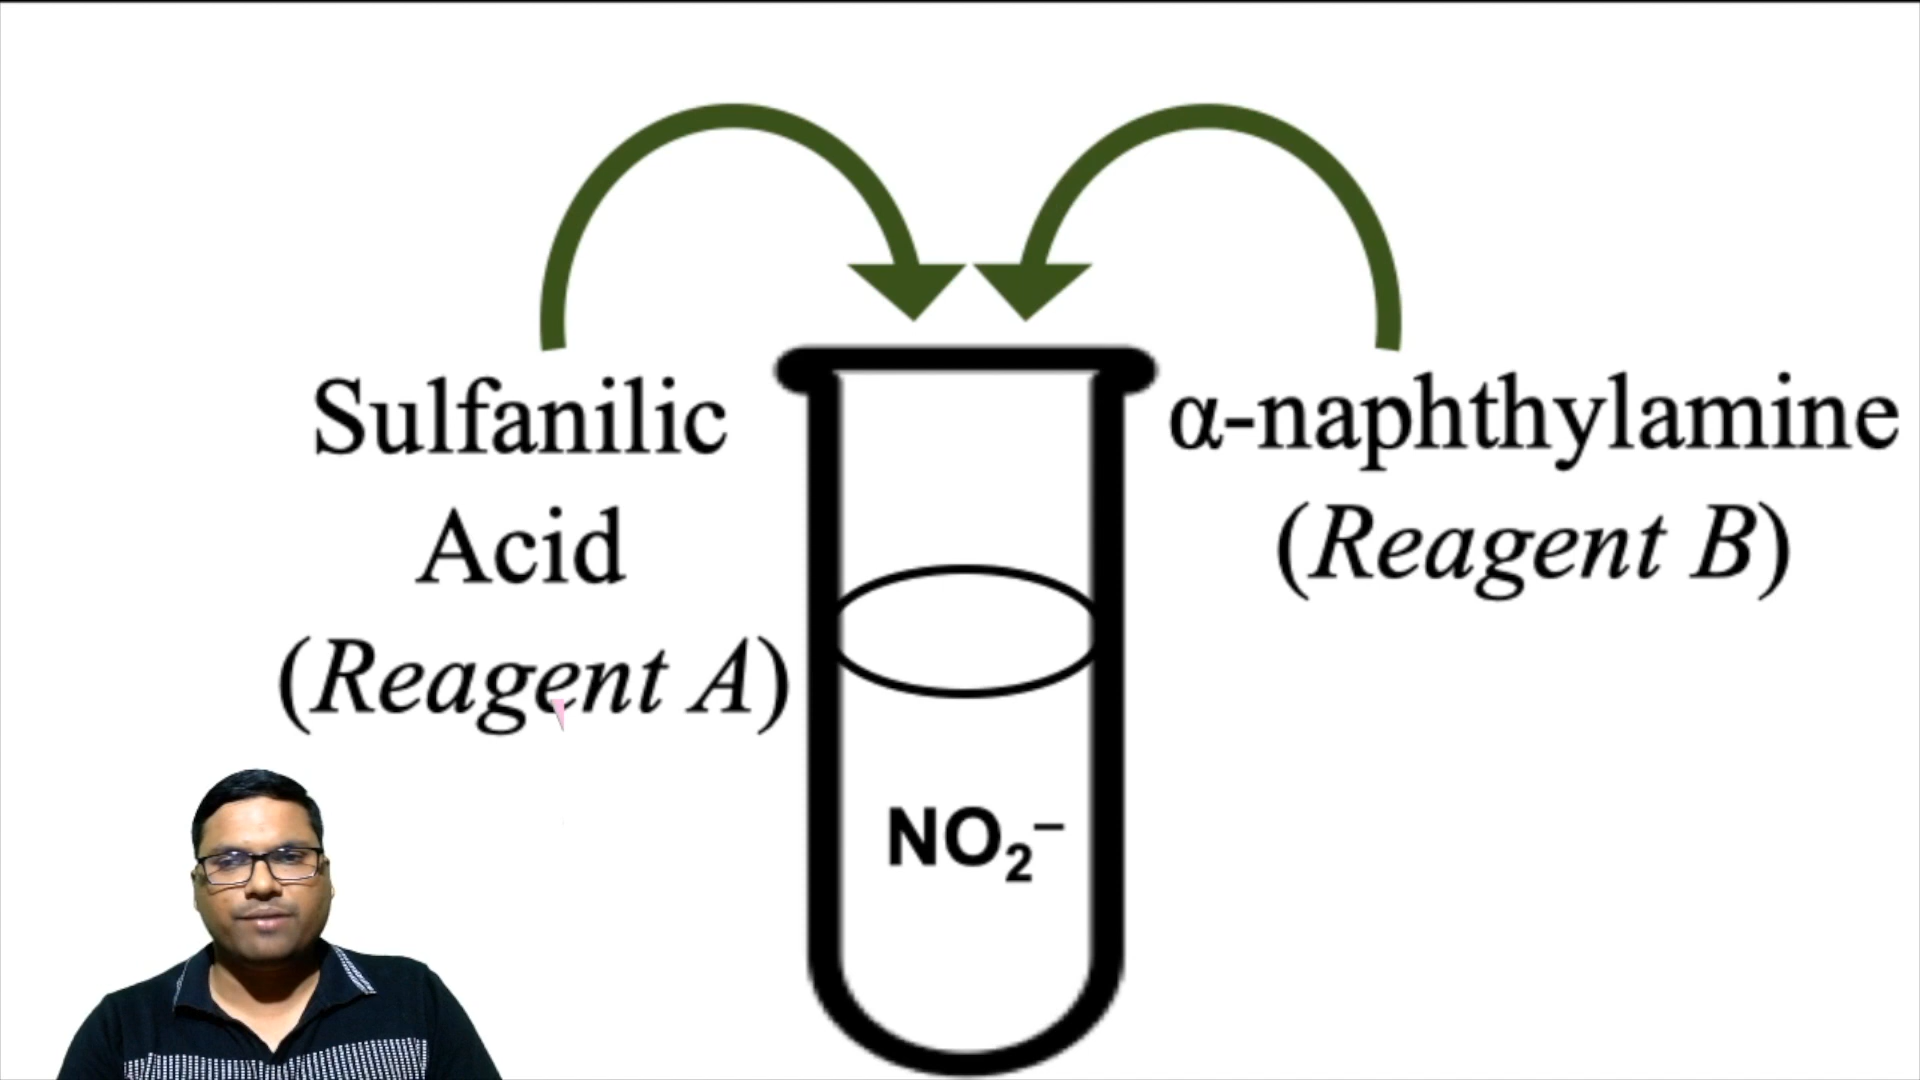 Sulfanilic
Acid
(Reagent A)
α-naphthylamine
(Reagent B)
NO₂⁻